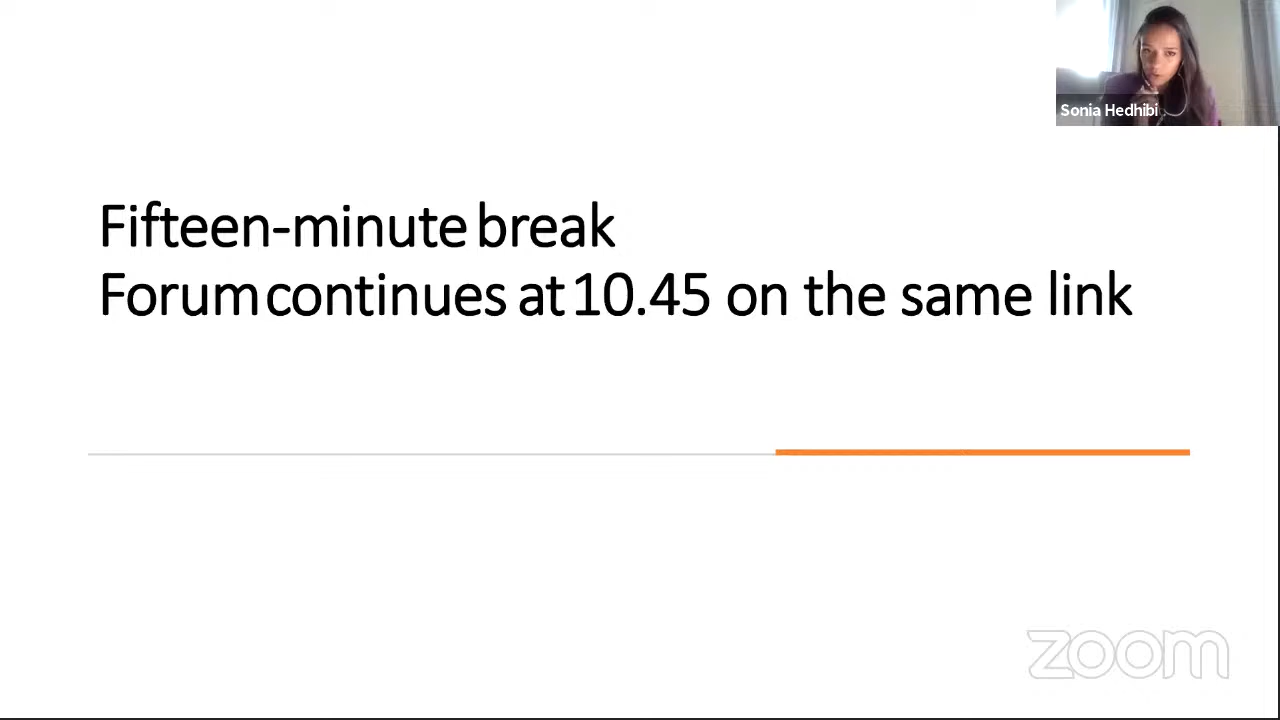 Sonia Hedhibi
Fifteen-minute break
Forum continues at 10.45 on the same link
zoom